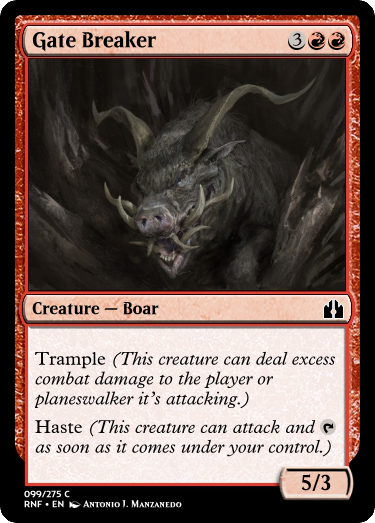 Gate Breaker 3
Creature — Boar
Trample (This creature can deal excess
combat damage to the player or
planeswalker it's attacking.)
Haste (This creature can attack and
as soon as it comes under your control.)
5/3
099/275 C
RNF • EN Antonio J. Manzanedo